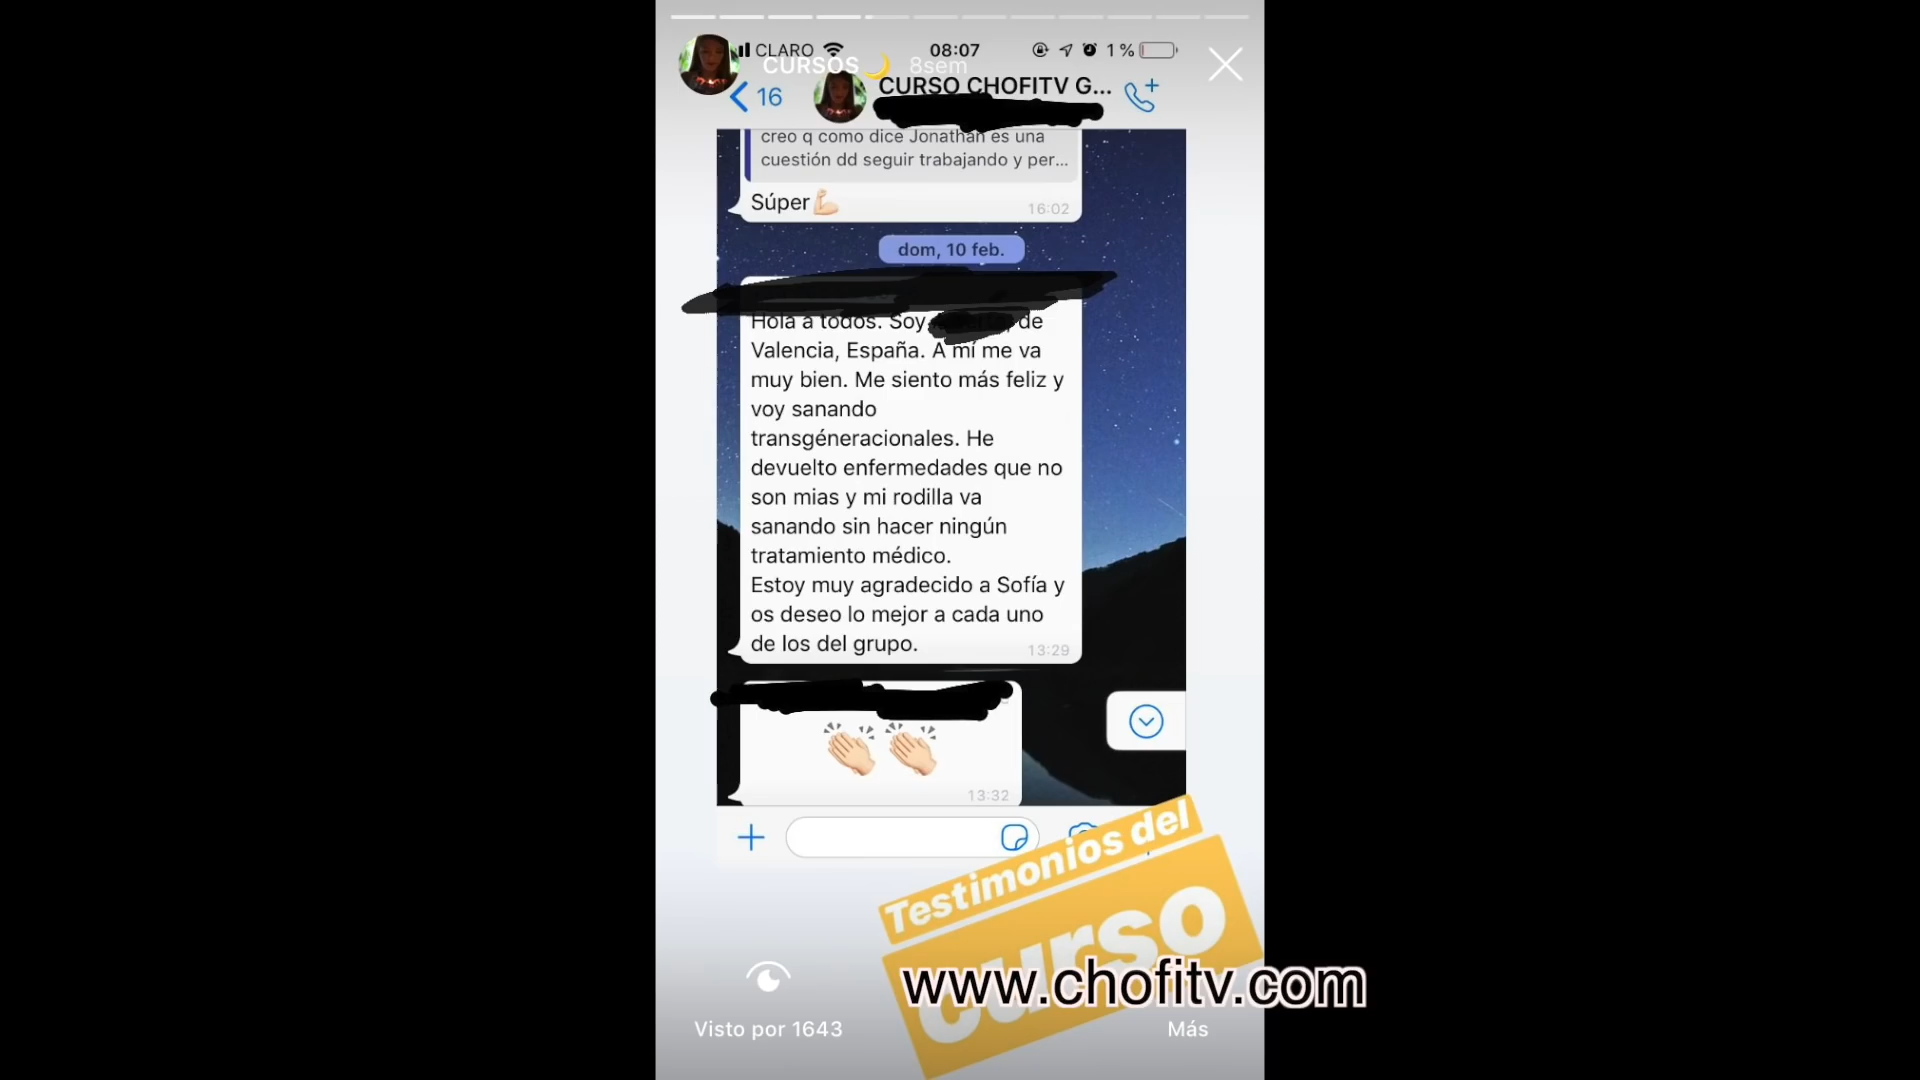 CLARO 08:07 1 %
CURSOS 🌙 8sem
16 CURSO CHOFITV G...
creo q como dice Jonathan es una
cuestión dd seguir trabajando y per...
Súper💪🏻
16:02
dom, 10 feb.
Hola a todos. Soy de
Valencia, España. A mí me va
muy bien. Me siento más feliz y
voy sanando
transgéneracionales. He
devuelto enfermedades que no
son mias y mi rodilla va
sanando sin hacer ningún
tratamiento médico.
Estoy muy agradecido a Sofía y
os deseo lo mejor a cada uno
de los del grupo.
13:29
👏🏻👏🏻
13:32
Testimonios del
curso
www.chofitv.com
Visto por 1643
Más